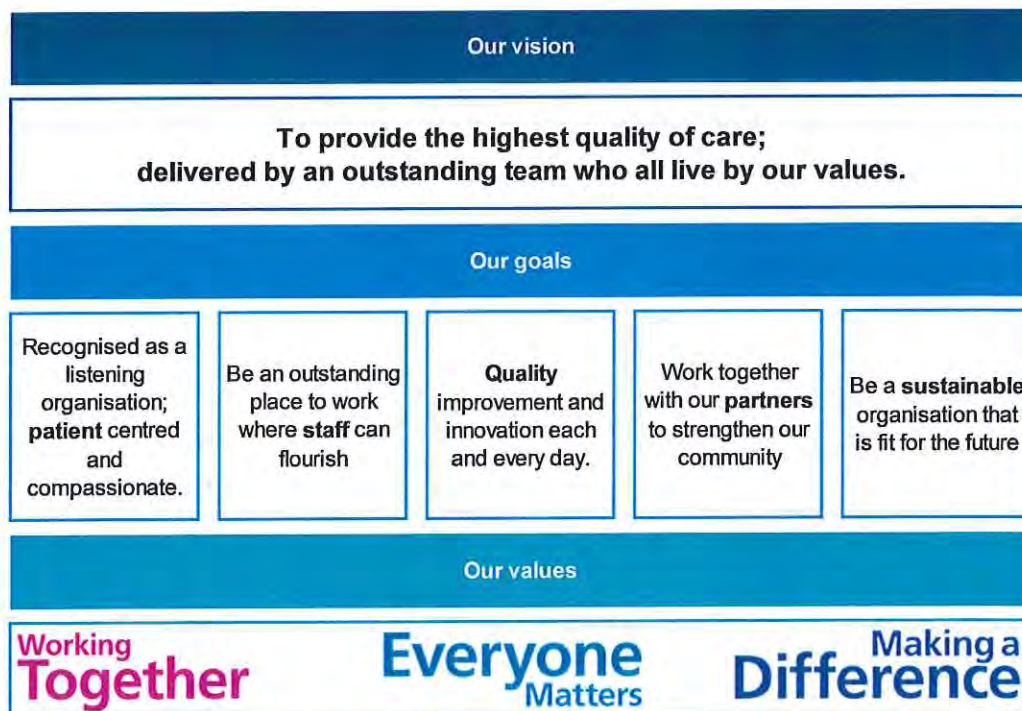 Our vision
To provide the highest quality of care;
delivered by an outstanding team who all live by our values.
Our goals
Recognised as a
listening
organisation;
patient centred
and
compassionate.
Be an outstanding
place to work
where staff can
flourish
Quality
improvement and
innovation each
and every day.
Work together
with our partners
to strengthen our
community
Be a sustainable
organisation that
is fit for the future
Our values
Working
Together
Everyone
Matters
Making a
Difference